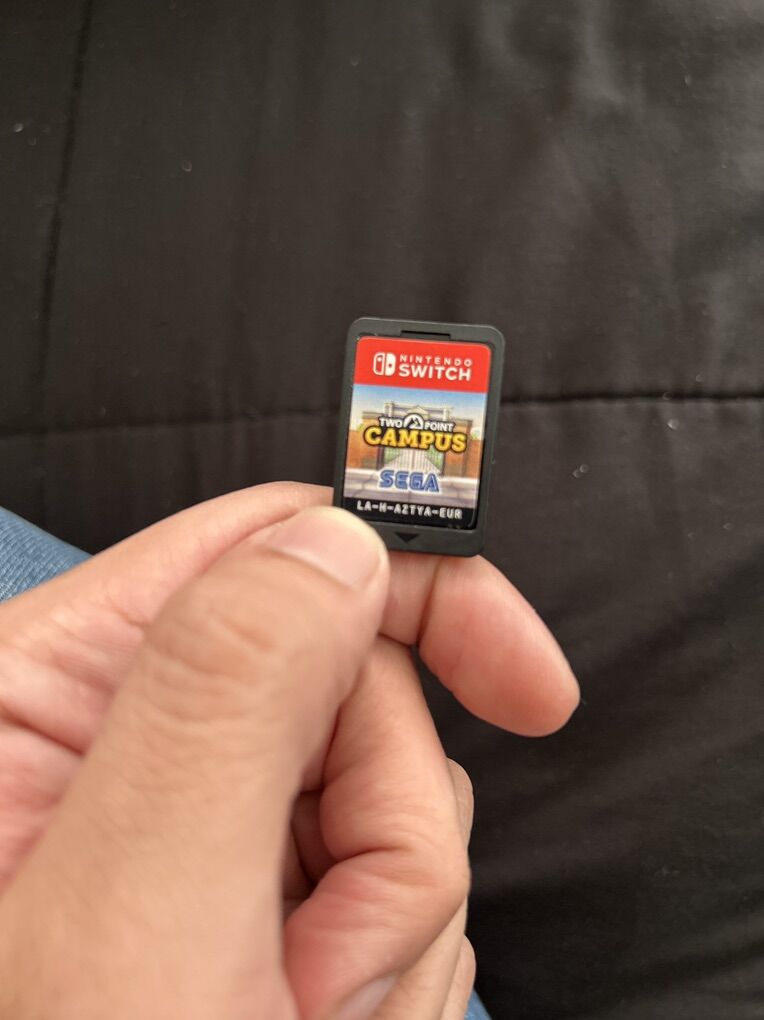 NINTENDO
SWITCH
TWO POINT
CAMPUS
SEGA
LA-H-AZTYA-EUR